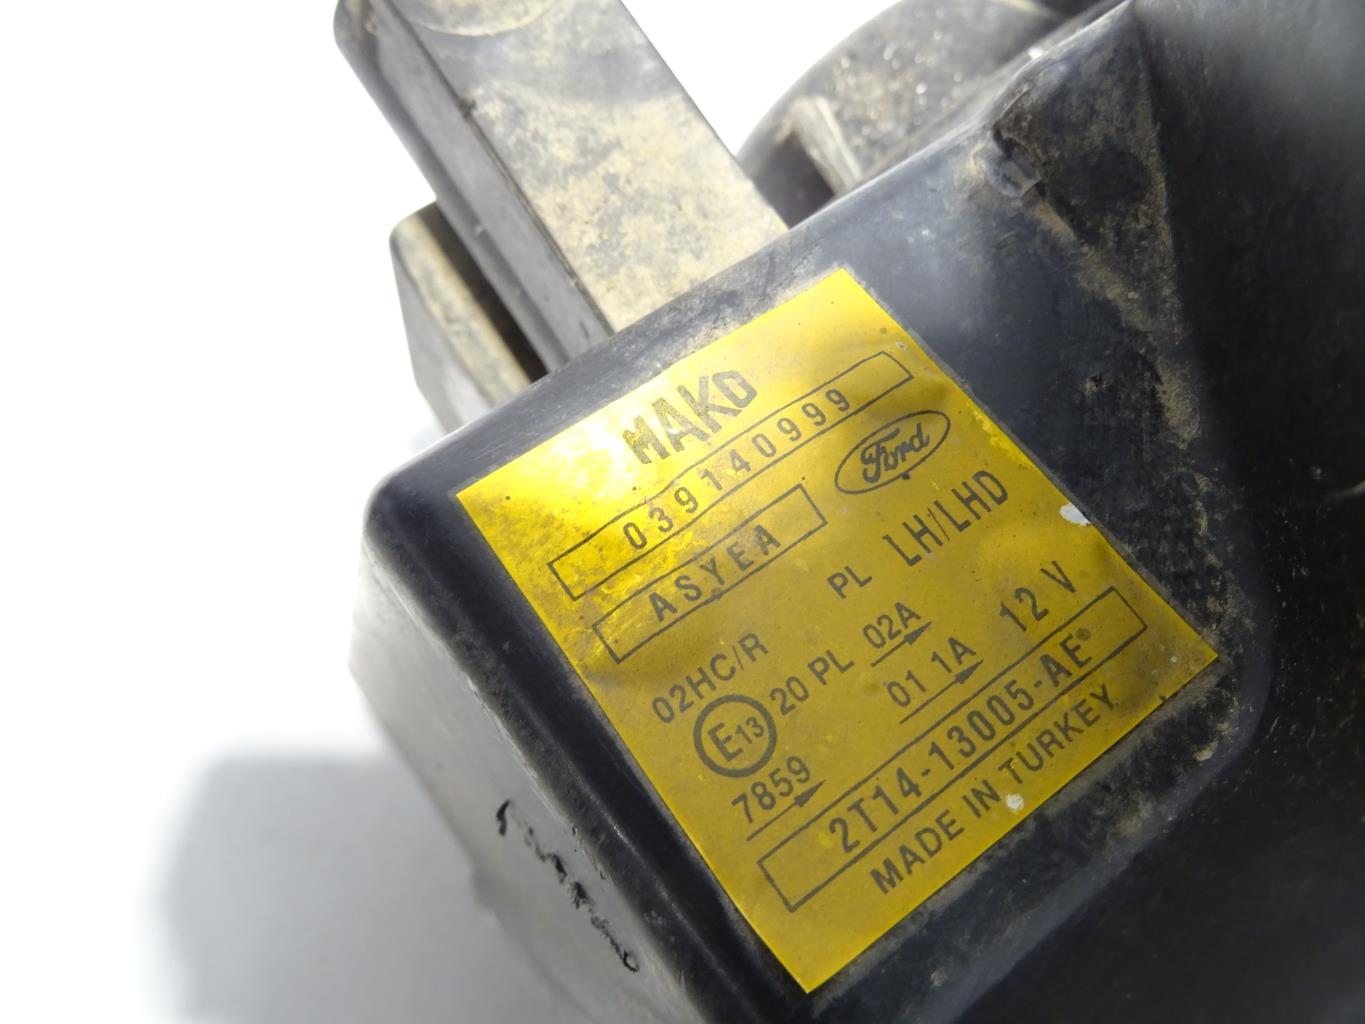 MAKO
039140999
Ford
ASYEA
PL LH/LHD
02HC/R
E13 20 PL 02A
01 1A 12 V
7859
2T14-13005-AE
MADE IN TURKEY